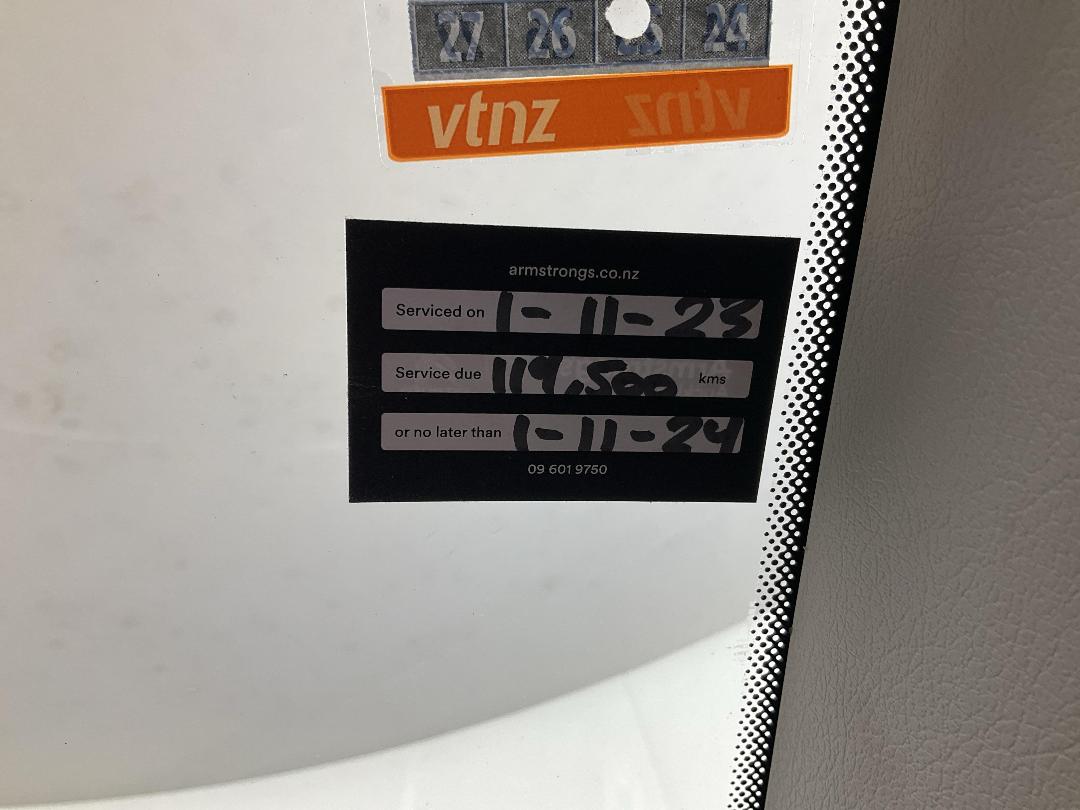 27 26 25 24
vtnz vtnz
armstrongs.co.nz
Serviced on 1-11-23
Service due 119,500 kms
or no later than 1-11-24
09 601 9750